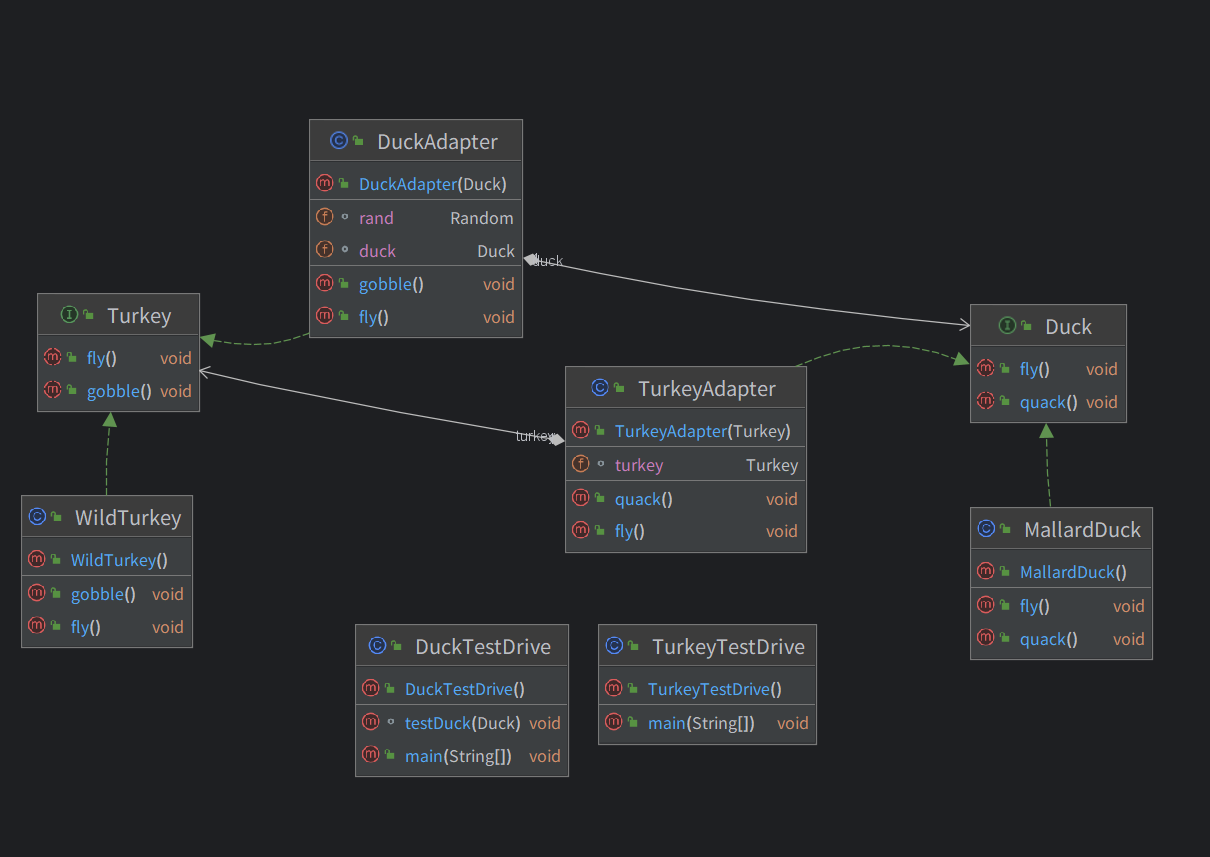 DuckAdapter
DuckAdapter(Duck)
rand Random
duck Duck
gobble() void
fly() void
duck
Turkey
fly() void
gobble() void
Duck
fly() void
quack() void
TurkeyAdapter
TurkeyAdapter(Turkey)
turkey Turkey
quack() void
fly() void
turkey
WildTurkey
WildTurkey()
gobble() void
fly() void
MallardDuck
MallardDuck()
fly() void
quack() void
DuckTestDrive
DuckTestDrive()
testDuck(Duck) void
main(String[]) void
TurkeyTestDrive
TurkeyTestDrive()
main(String[]) void